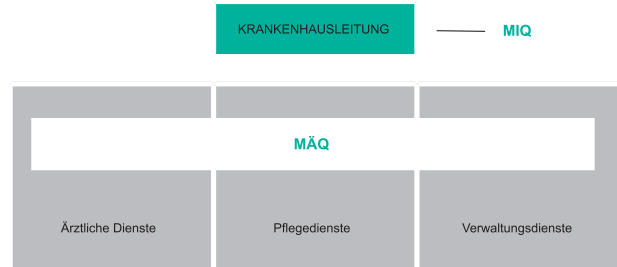 KRANKENHAUSLEITUNG
MIQ
MÄQ
Ärztliche Dienste
Pflegedienste
Verwaltungsdienste